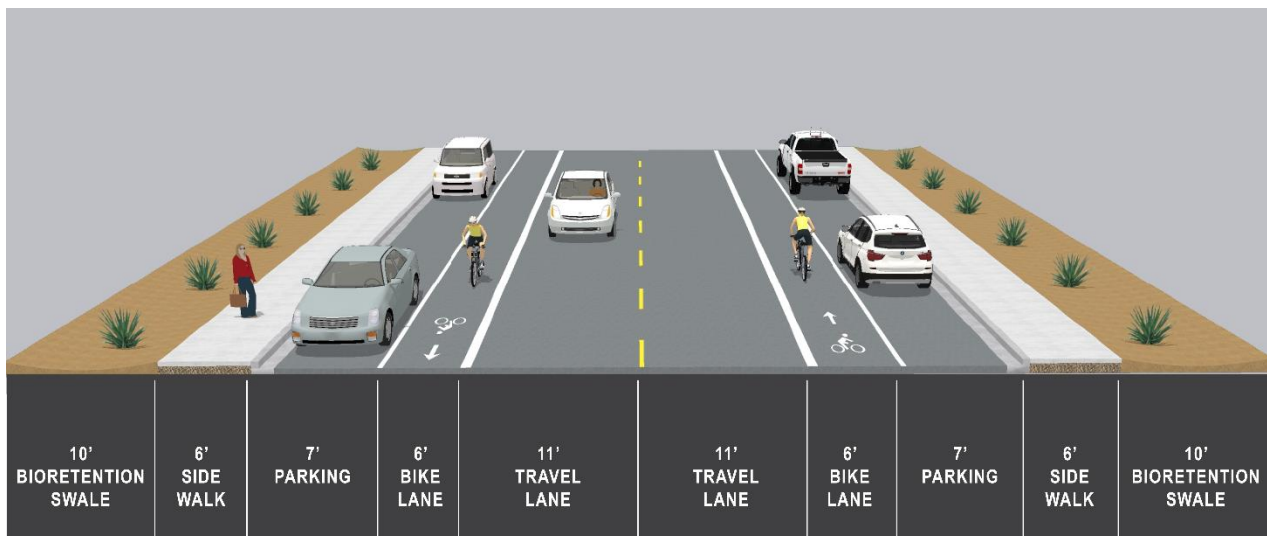 10'
BIORETENTION
SWALE
6'
SIDE
WALK
7'
PARKING
6'
BIKE
LANE
11'
TRAVEL
LANE
11'
TRAVEL
LANE
6'
BIKE
LANE
7'
PARKING
6'
SIDE
WALK
10'
BIORETENTION
SWALE